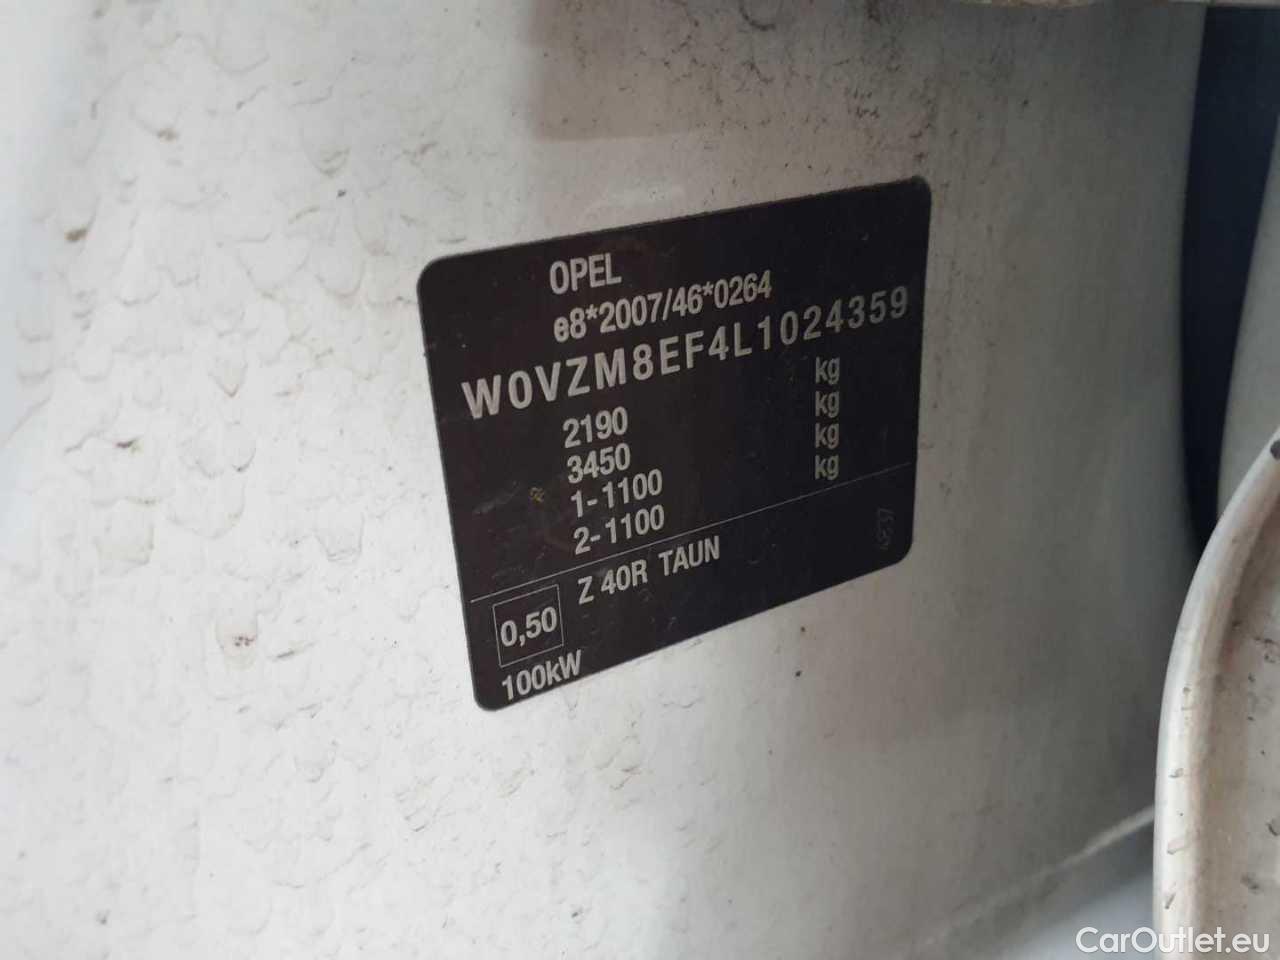 OPEL
e8*2007/46*0264
W0VZM8EF4L1024359
2190 kg
3450 kg
1-1100 kg
2-1100 kg
0,50 Z 40R TAUN
100kW
4837
CarOutlet.eu